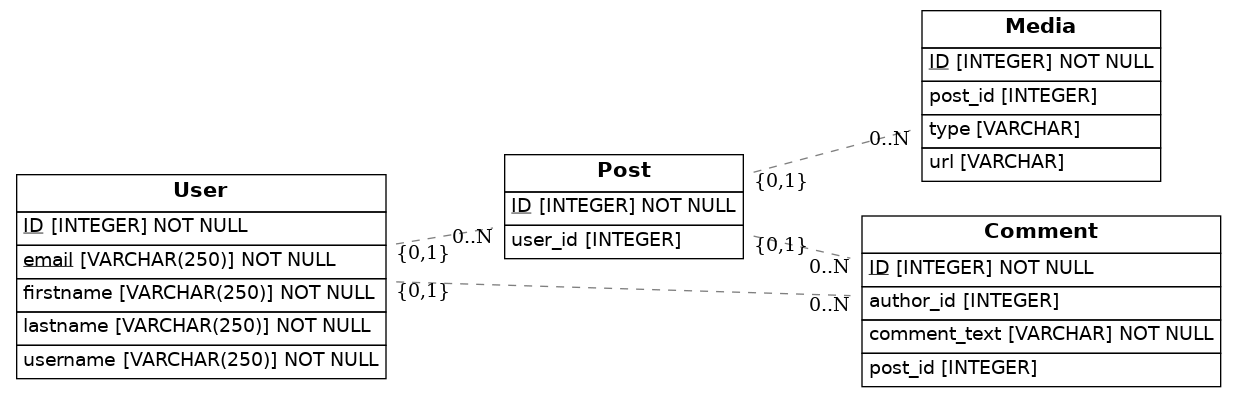 User
ID [INTEGER] NOT NULL
email [VARCHAR(250)] NOT NULL
firstname [VARCHAR(250)] NOT NULL
lastname [VARCHAR(250)] NOT NULL
username [VARCHAR(250)] NOT NULL
{0,1}
0..N
{0,1}
0..N
Post
ID [INTEGER] NOT NULL
user_id [INTEGER]
{0,1}
0..N
{0,1}
0..N
Media
ID [INTEGER] NOT NULL
post_id [INTEGER]
type [VARCHAR]
url [VARCHAR]
Comment
ID [INTEGER] NOT NULL
author_id [INTEGER]
comment_text [VARCHAR] NOT NULL
post_id [INTEGER]